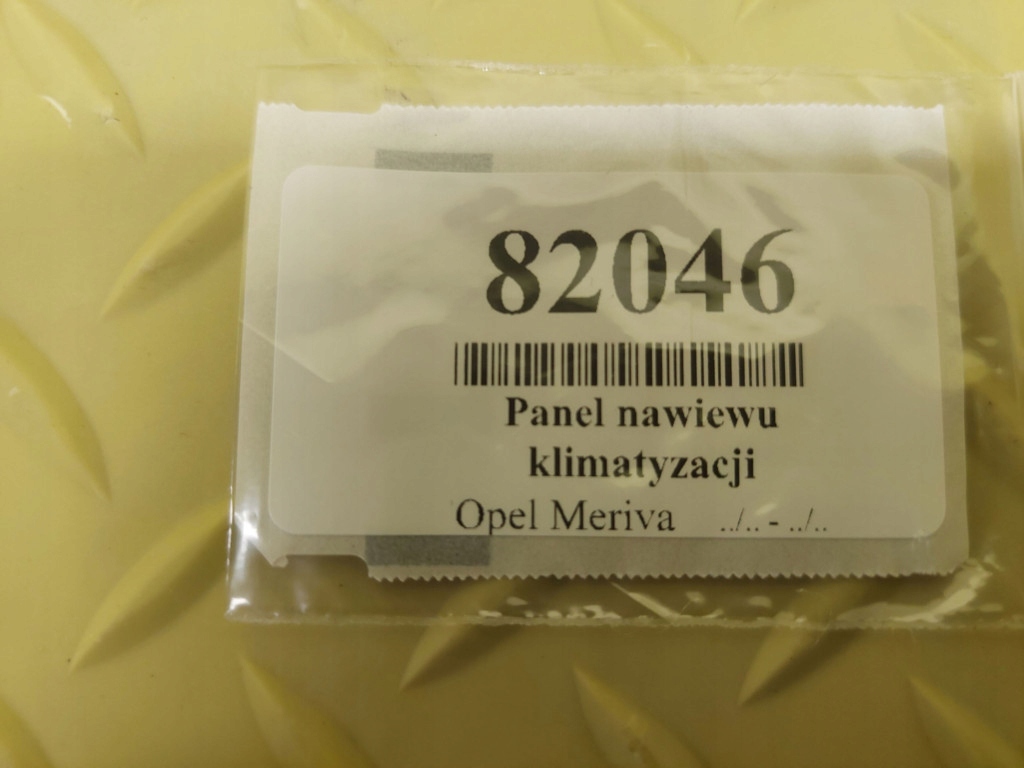 82046
Panel nawiewu
klimatyzacji
Opel Meriva ../.. - ../..